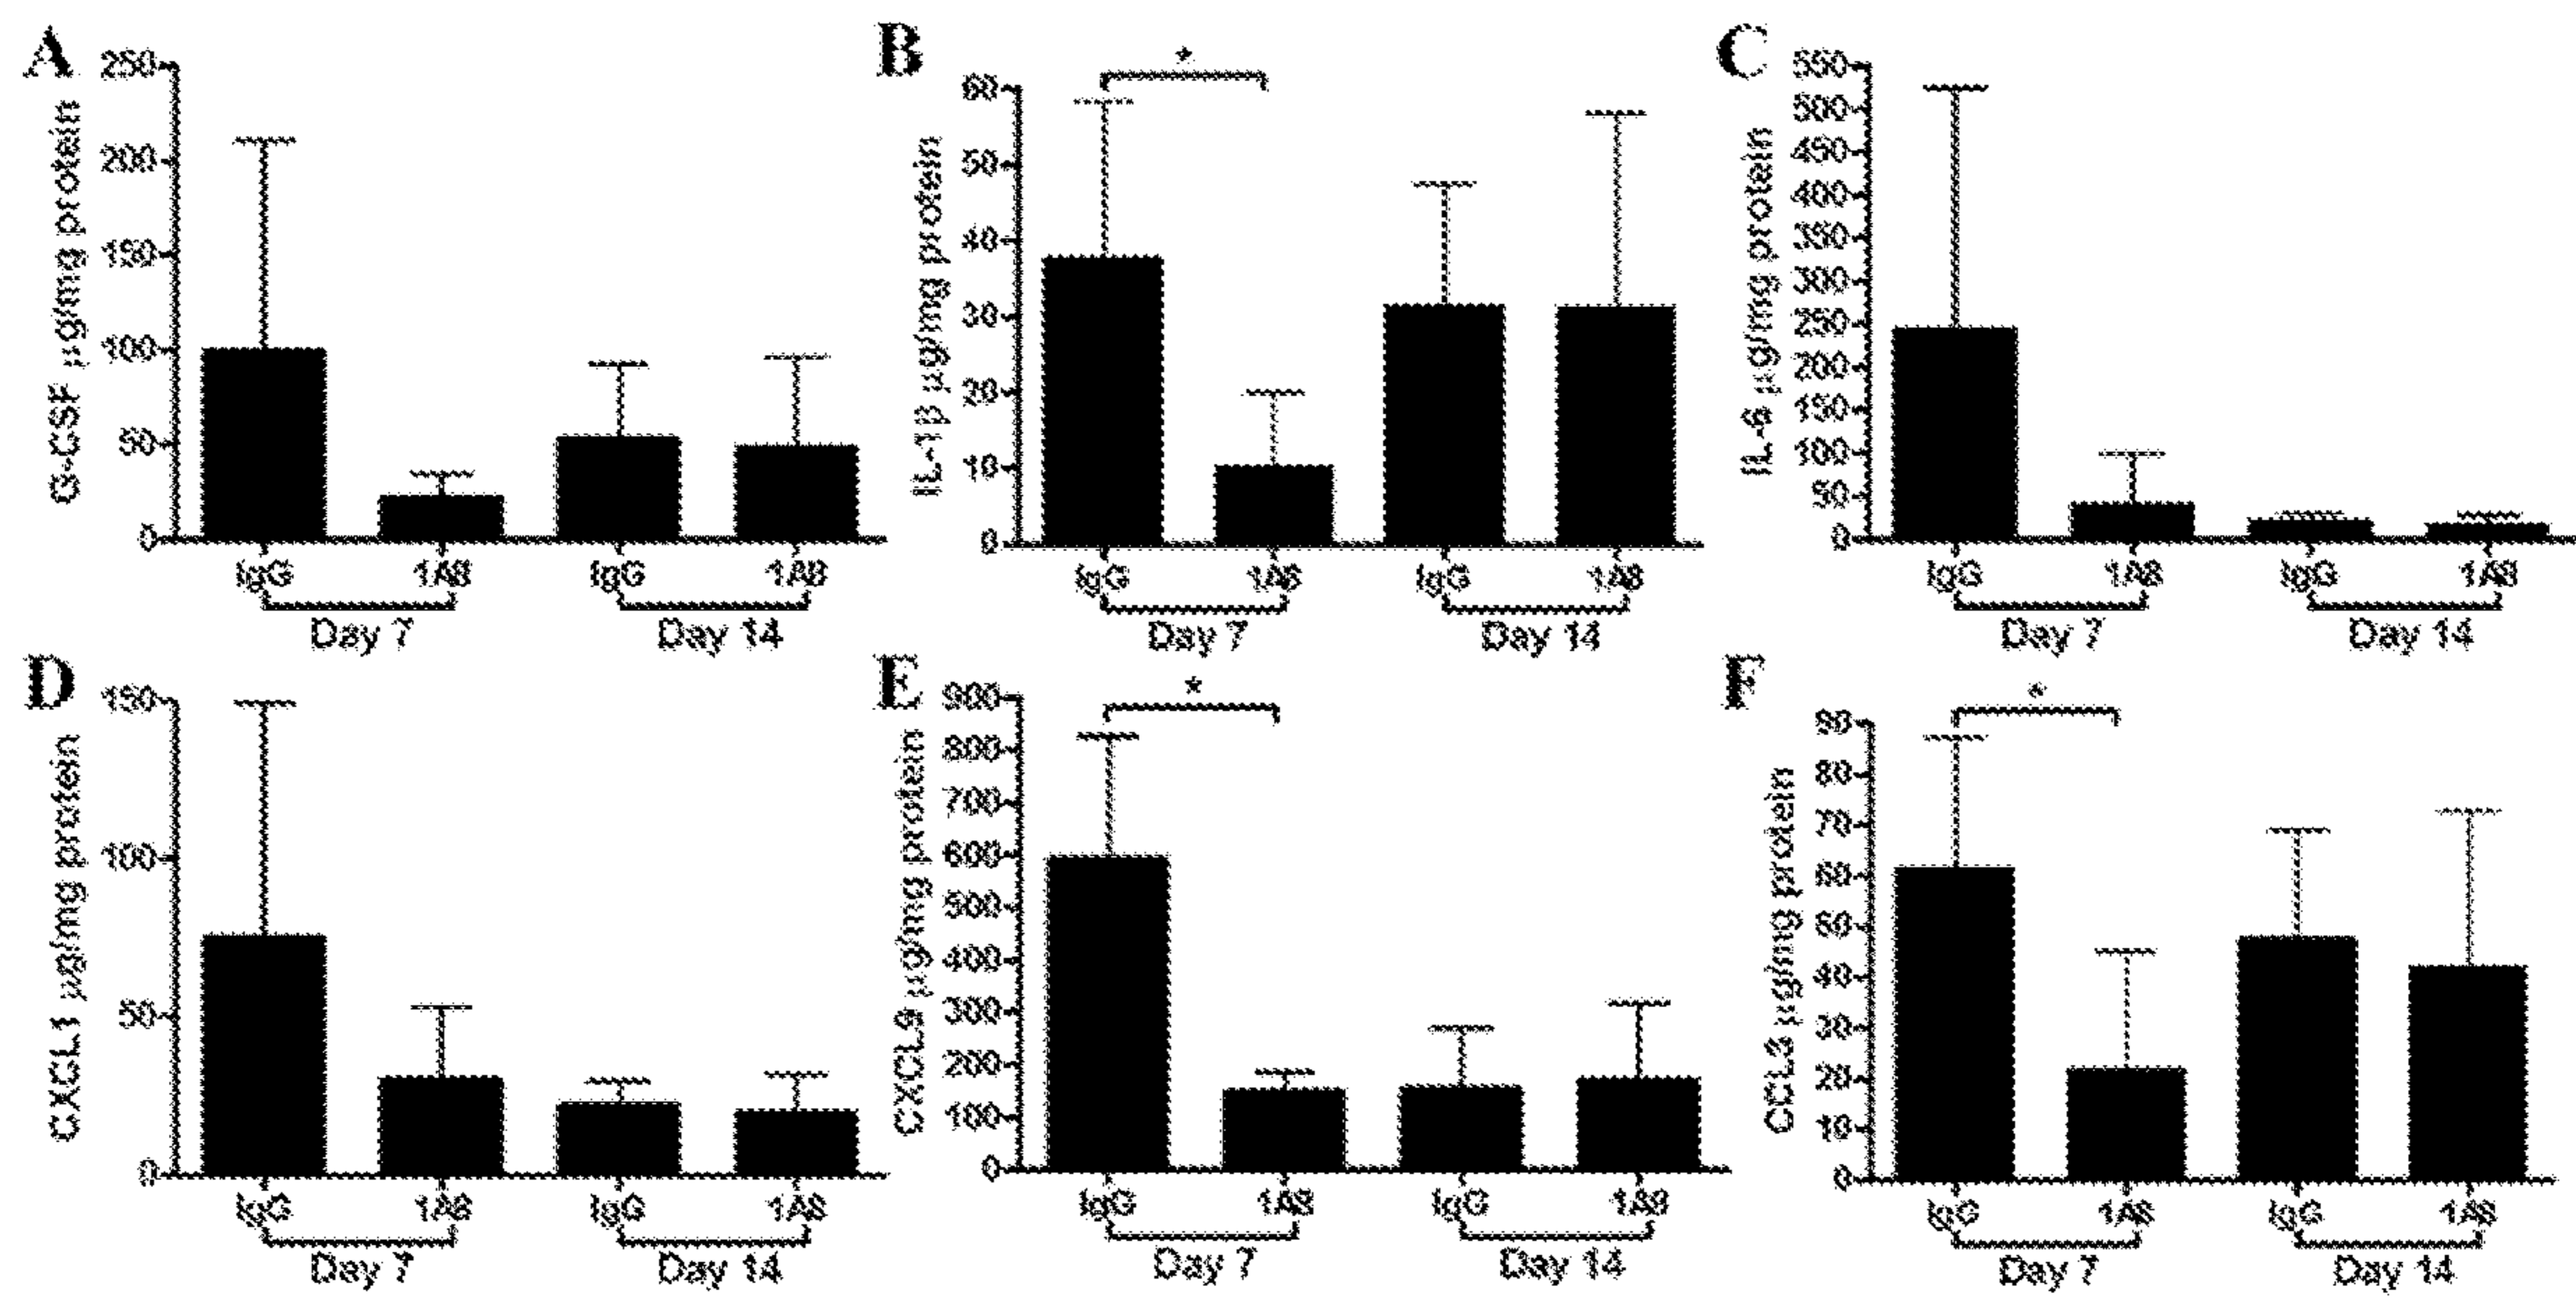 A
G-CSF µg/mg protein
250
200
150
100
50
0
IgG 1A8 IgG 1A8
Day 7 Day 14
B
*
IL-1β µg/mg protein
60
50
40
30
20
10
0
IgG 1A8 IgG 1A8
Day 7 Day 14
C
IL-6 µg/mg protein
550
500
450
400
350
300
250
200
150
100
50
0
IgG 1A8 IgG 1A8
Day 7 Day 14
D
CXCL1 µg/mg protein
150
100
50
0
IgG 1A8 IgG 1A8
Day 7 Day 14
E
*
CXCL9 µg/mg protein
900
800
700
600
500
400
300
200
100
0
IgG 1A8 IgG 1A8
Day 7 Day 14
F
*
CCL3 µg/mg protein
90
80
70
60
50
40
30
20
10
0
IgG 1A8 IgG 1A8
Day 7 Day 14